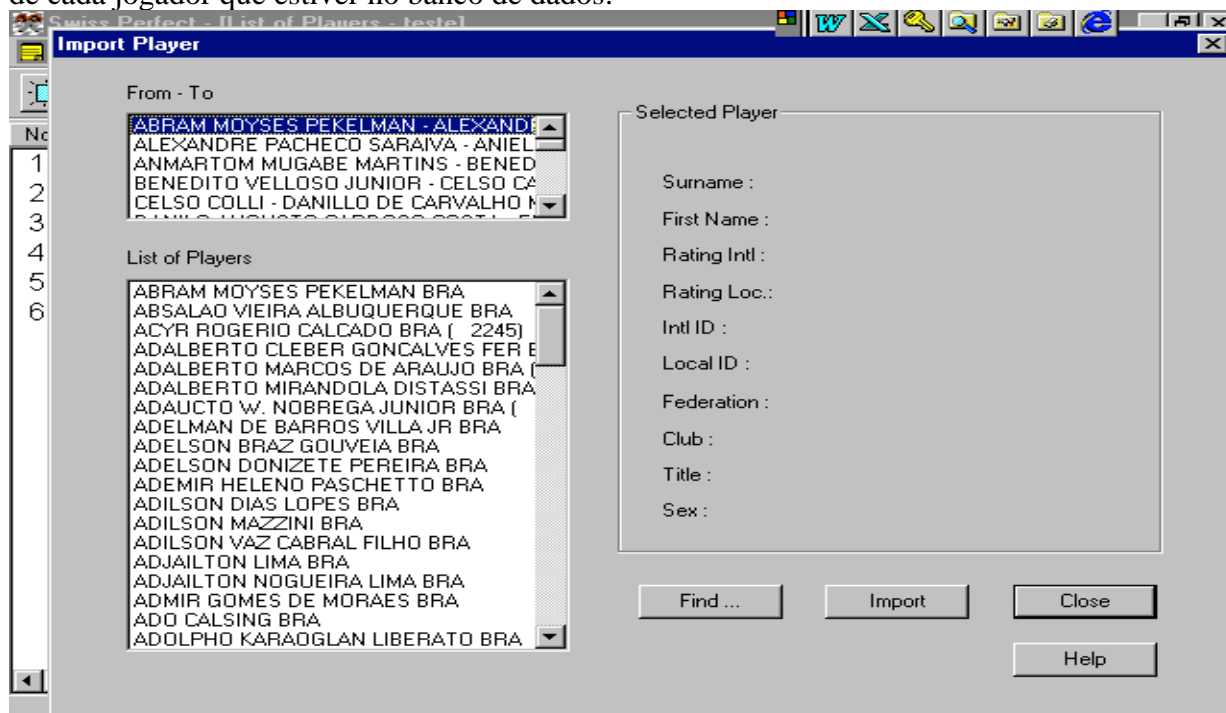 de cada jogador que estiver no banco de dados.
Swiss Perfect - [List of Players - teste]
Import Player
From - To
ABRAM MOYSES PEKELMAN - ALEXAND
ALEXANDRE PACHECO SARAIVA - ANIEL
ANMARTOM MUGABE MARTINS - BENED
BENEDITO VELLOSO JUNIOR - CELSO CA
CELSO COLLI - DANILLO DE CARVALHO
No
1
2
3
4
5
6
List of Players
ABRAM MOYSES PEKELMAN BRA
ABSALAO VIEIRA ALBUQUERQUE BRA
ACYR ROGERIO CALCADO BRA ( 2245)
ADALBERTO CLEBER GONCALVES FER B
ADALBERTO MARCOS DE ARAUJO BRA (
ADALBERTO MIRANDOLA DISTASSI BRA
ADAUCTO W. NOBREGA JUNIOR BRA (
ADELMAN DE BARROS VILLA JR BRA
ADELSON BRAZ GOUVEIA BRA
ADELSON DONIZETE PEREIRA BRA
ADEMIR HELENO PASCHETTO BRA
ADILSON DIAS LOPES BRA
ADILSON MAZZINI BRA
ADILSON VAZ CABRAL FILHO BRA
ADJAILTON LIMA BRA
ADJAILTON NOGUEIRA LIMA BRA
ADMIR GOMES DE MORAES BRA
ADO CALSING BRA
ADOLPHO KARAOGLAN LIBERATO BRA
Selected Player
Surname :
First Name :
Rating Intl :
Rating Loc.:
Intl ID :
Local ID :
Federation :
Club :
Title :
Sex :
Find ...
Import
Close
Help